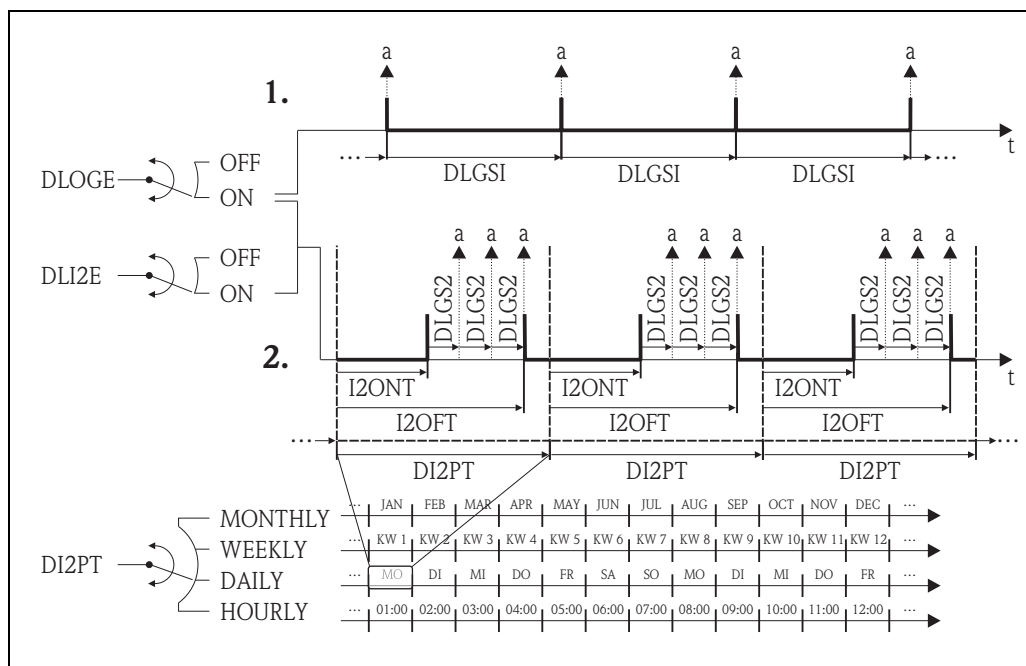 a a a a
1.
t
... DLGSI DLGSI DLGSI ...
DLOGE OFF
ON
DLI2E OFF
ON
a a a a a a a a a
DLGS2 DLGS2 DLGS2 DLGS2 DLGS2 DLGS2 DLGS2 DLGS2 DLGS2
2.
t
I2ONT I2ONT I2ONT
I2OFT I2OFT I2OFT
... ...
DI2PT DI2PT DI2PT
DI2PT
MONTHLY ... JAN FEB MAR APR MAY JUN JUL AUG SEP OCT NOV DEC ...
WEEKLY ... KW 1 KW 2 KW 3 KW 4 KW 5 KW 6 KW 7 KW 8 KW 9 KW 10 KW 11 KW 12 ...
DAILY ... MO DI MI DO FR SA SO MO DI MI DO FR ...
HOURLY ... 01:00 02:00 03:00 04:00 05:00 06:00 07:00 08:00 09:00 10:00 11:00 12:00 ...